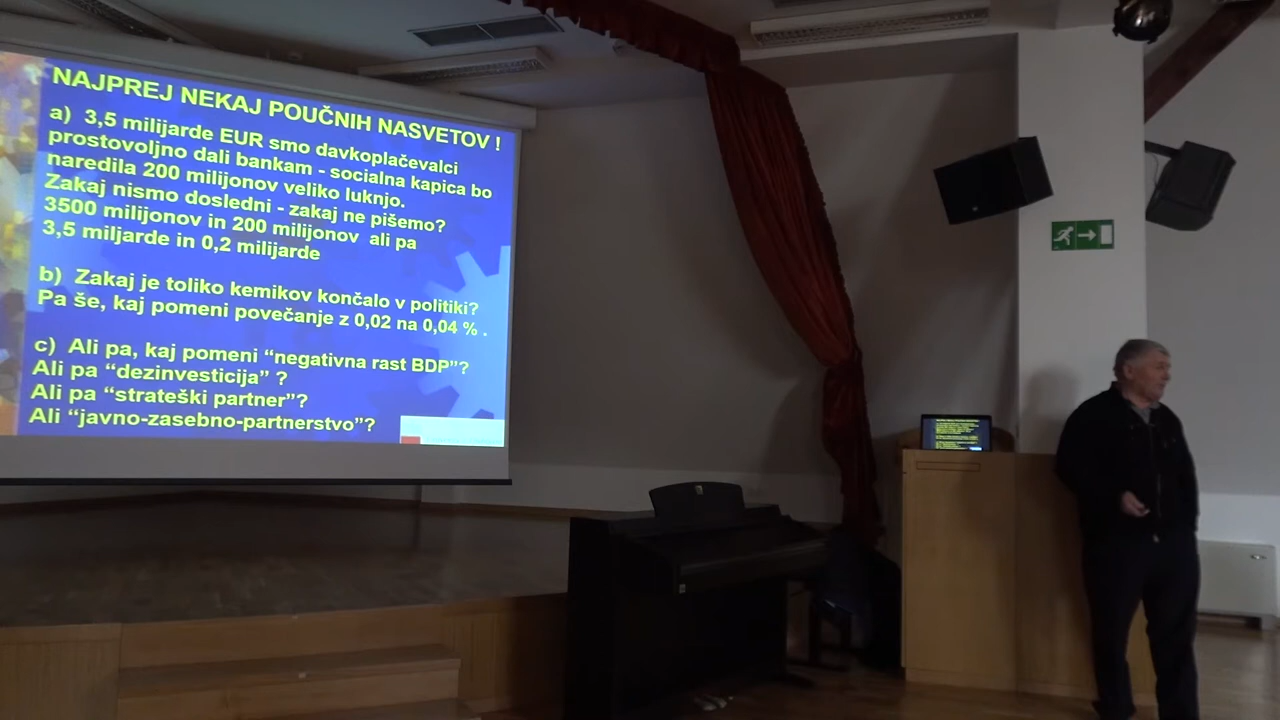 NAJPREJ NEKAJ POUČNIH NASVETOV !
a) 3,5 milijarde EUR smo davkoplačevalci
prostovoljno dali bankam - socialna kapica bo
naredila 200 milijonov veliko luknjo.
Zakaj nismo dosledni - zakaj ne pišemo?
3500 milijonov in 200 milijonov ali pa
3,5 miljarde in 0,2 milijarde
b) Zakaj je toliko kemikov končalo v politiki?
Pa še, kaj pomeni povečanje z 0,02 na 0,04 % .
c) Ali pa, kaj pomeni “negativna rast BDP”?
Ali pa “dezinvesticija” ?
Ali pa “strateški partner”?
Ali “javno-zasebno-partnerstvo”?